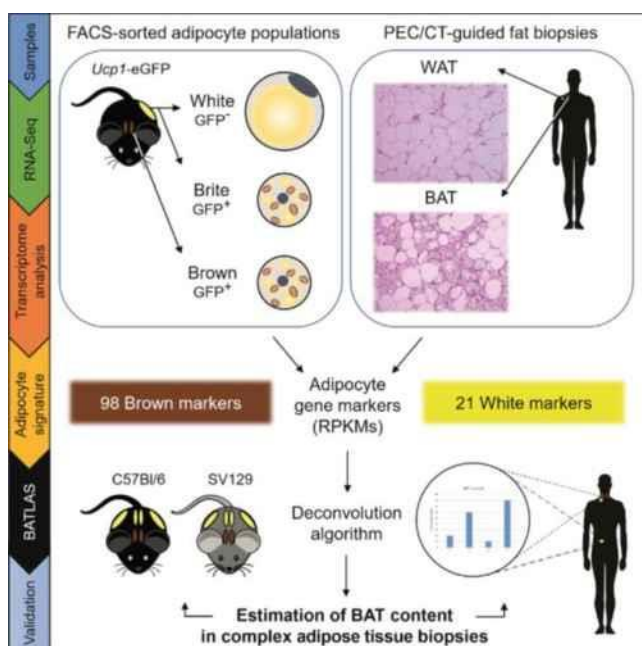 Samples
RNA-Seq
Transcriptome
analysis
Adipocyte
signature
BATLAS
Validation
FACS-sorted adipocyte populations
Ucp1-eGFP
White
GFP-
Brite
GFP+
Brown
GFP+
PEC/CT-guided fat biopsies
WAT
BAT
98 Brown markers
Adipocyte
gene markers
(RPKMs)
21 White markers
C57Bl/6
SV129
Deconvolution
algorithm
Estimation of BAT content
in complex adipose tissue biopsies